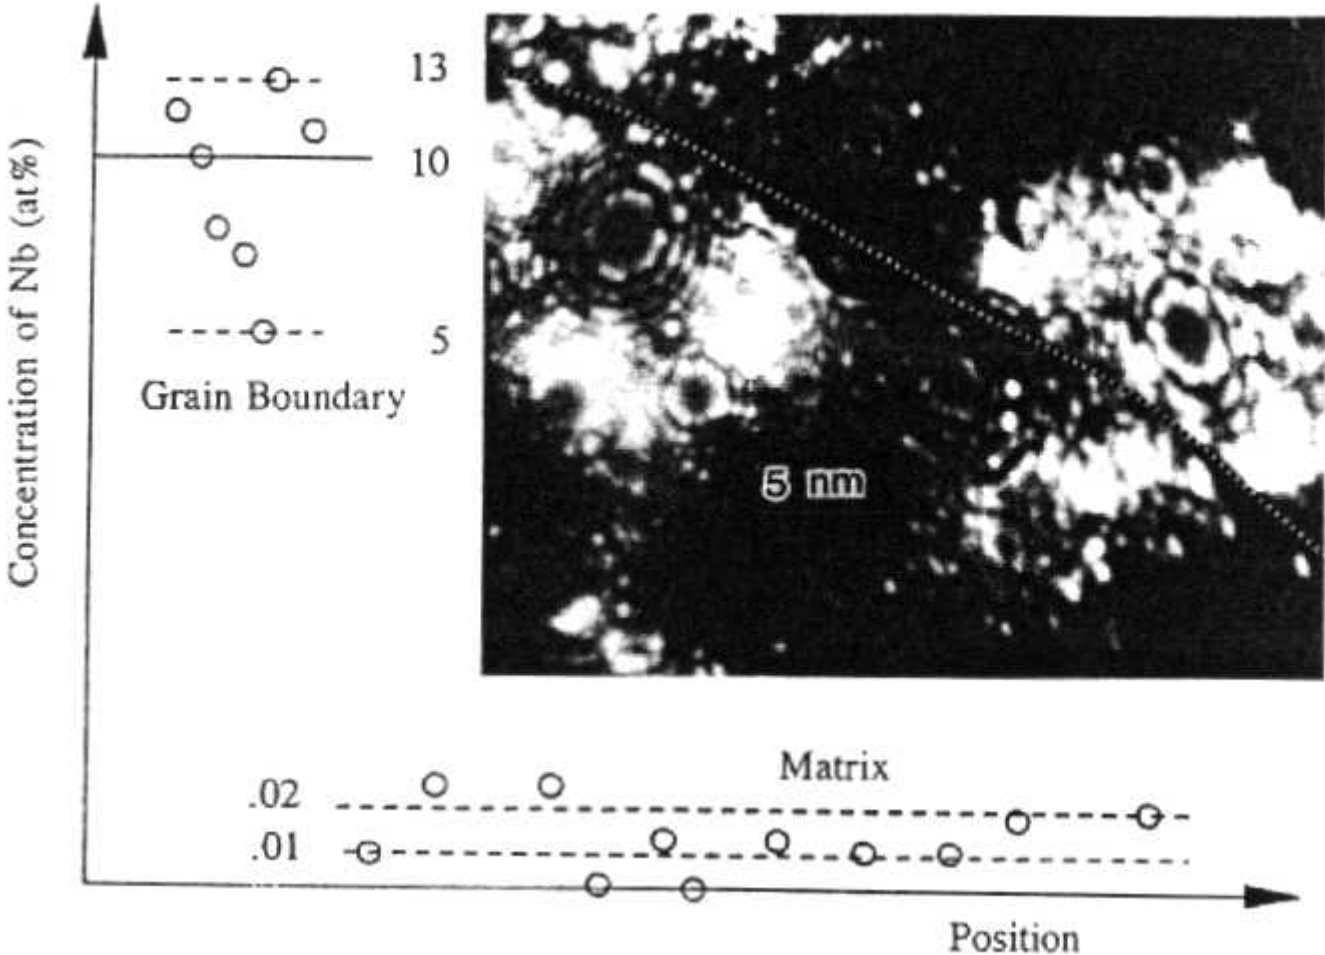 Concentration of Nb (at%)
13
10
5
Grain Boundary
5 nm
Matrix
.02
.01
Position